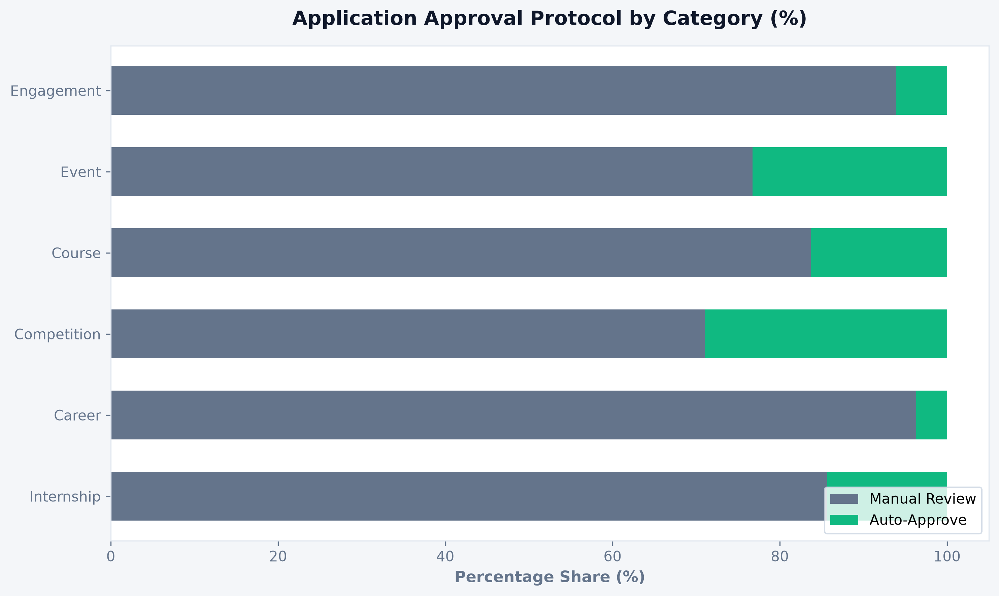 Application Approval Protocol by Category (%)
Engagement
Event
Course
Competition
Career
Internship
Manual Review
Auto-Approve
0 20 40 60 80 100
Percentage Share (%)